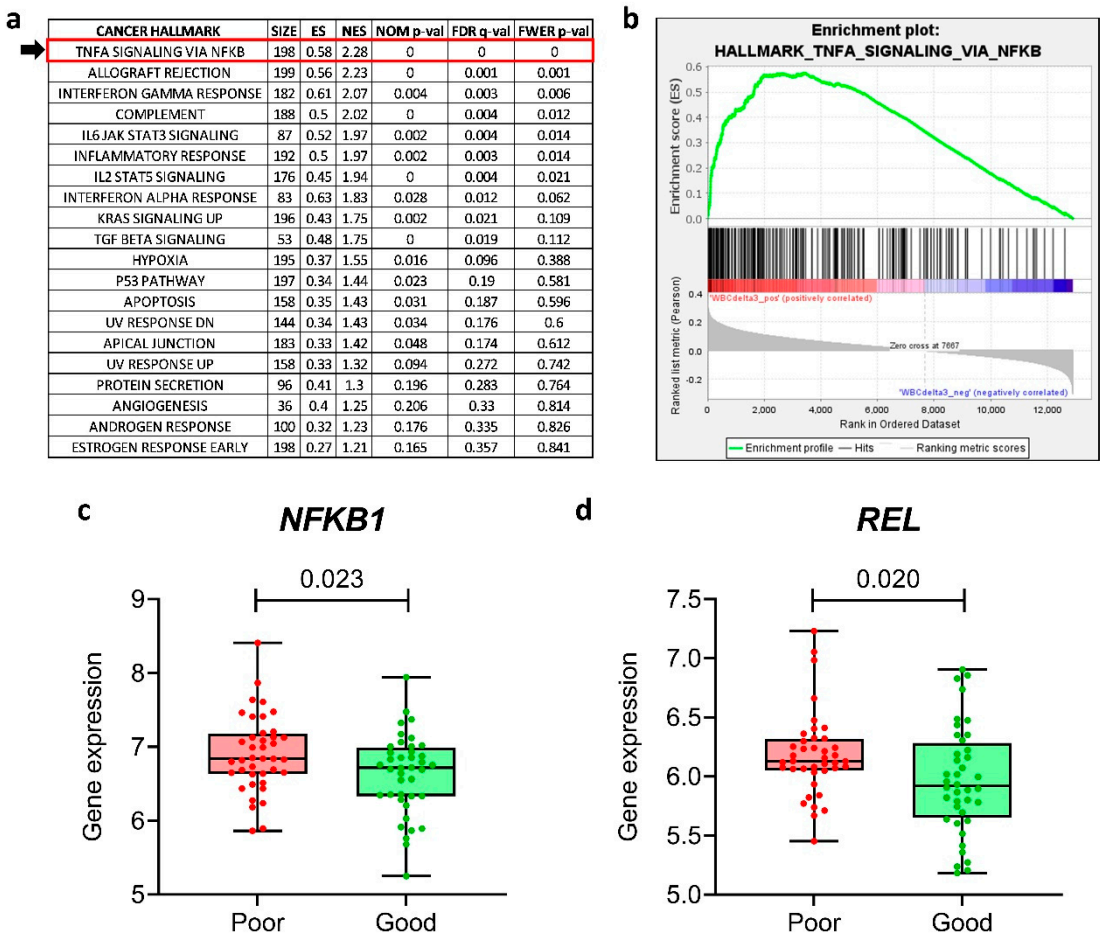 a
CANCER HALLMARK SIZE ES NES NOM p-val FDR q-val FWER p-val
TNFA SIGNALING VIA NFKB 198 0.58 2.28 0 0 0
ALLOGRAFT REJECTION 199 0.56 2.23 0 0.001 0.001
INTERFERON GAMMA RESPONSE 182 0.61 2.07 0.004 0.003 0.006
COMPLEMENT 188 0.5 2.02 0 0.004 0.012
IL6 JAK STAT3 SIGNALING 87 0.52 1.97 0.002 0.004 0.014
INFLAMMATORY RESPONSE 192 0.5 1.97 0.002 0.003 0.014
IL2 STAT5 SIGNALING 176 0.45 1.94 0 0.004 0.021
INTERFERON ALPHA RESPONSE 83 0.63 1.83 0.028 0.012 0.062
KRAS SIGNALING UP 196 0.43 1.75 0.002 0.021 0.109
TGF BETA SIGNALING 53 0.48 1.75 0 0.019 0.112
HYPOXIA 195 0.37 1.55 0.016 0.096 0.388
P53 PATHWAY 197 0.34 1.44 0.023 0.19 0.581
APOPTOSIS 158 0.35 1.43 0.031 0.187 0.596
UV RESPONSE DN 144 0.34 1.43 0.034 0.176 0.6
APICAL JUNCTION 183 0.33 1.42 0.048 0.174 0.612
UV RESPONSE UP 158 0.33 1.32 0.094 0.272 0.742
PROTEIN SECRETION 96 0.41 1.3 0.196 0.283 0.764
ANGIOGENESIS 36 0.4 1.25 0.206 0.33 0.814
ANDROGEN RESPONSE 100 0.32 1.23 0.176 0.335 0.826
ESTROGEN RESPONSE EARLY 198 0.27 1.21 0.165 0.357 0.841
b
Enrichment plot:
HALLMARK_TNFA_SIGNALING_VIA_NFKB
Enrichment score (ES)
0.6
0.5
0.4
0.3
0.2
0.1
0.0
'WBCdelta3_pos' (positively correlated)
Ranked list metric (Pearson)
0.4
0.2
0.0
-0.2
Zero cross at 7667
'WBCdelta3_neg' (negatively correlated)
0 2,000 4,000 6,000 8,000 10,000 12,000
Rank in Ordered Dataset
Enrichment profile Hits Ranking metric scores
c
NFKB1
0.023
Gene expression
9
8
7
6
5
Poor Good
d
REL
0.020
Gene expression
7.5
7.0
6.5
6.0
5.5
5.0
Poor Good